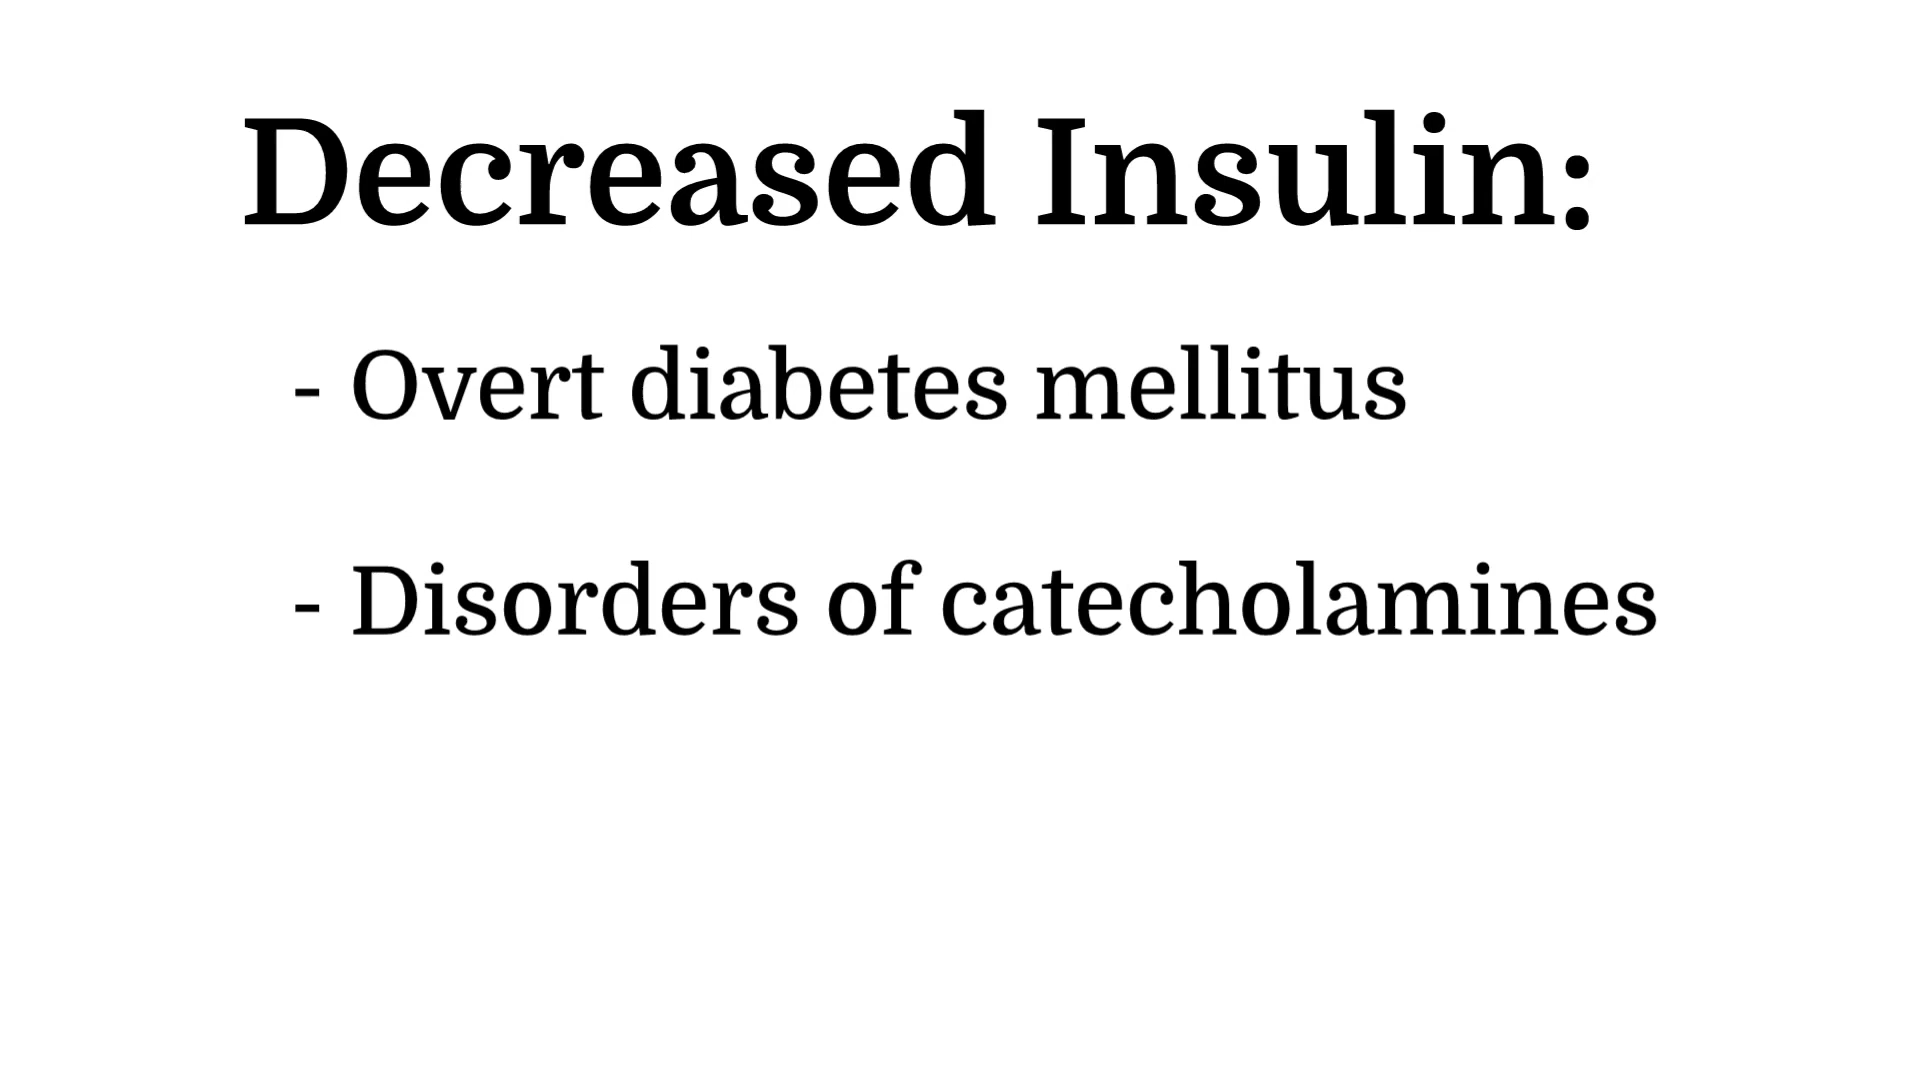 Decreased Insulin:
- Overt diabetes mellitus
- Disorders of catecholamines